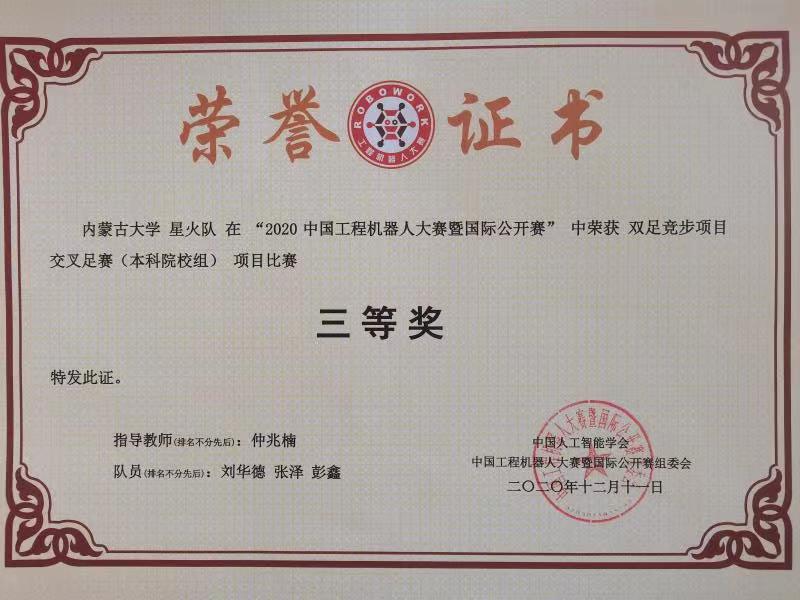 荣誉证书
ROBOWORK
工程机器人大赛
内蒙古大学 星火队 在 “2020 中国工程机器人大赛暨国际公开赛” 中荣获 双足竞步项目
交叉足赛（本科院校组） 项目比赛
三等奖
特发此证。
指导教师(排名不分先后)：仲兆楠
队员(排名不分先后)：刘华德 张泽 彭鑫
中国人工智能学会
中国工程机器人大赛暨国际公开赛组委会
二〇二〇年十二月十一日